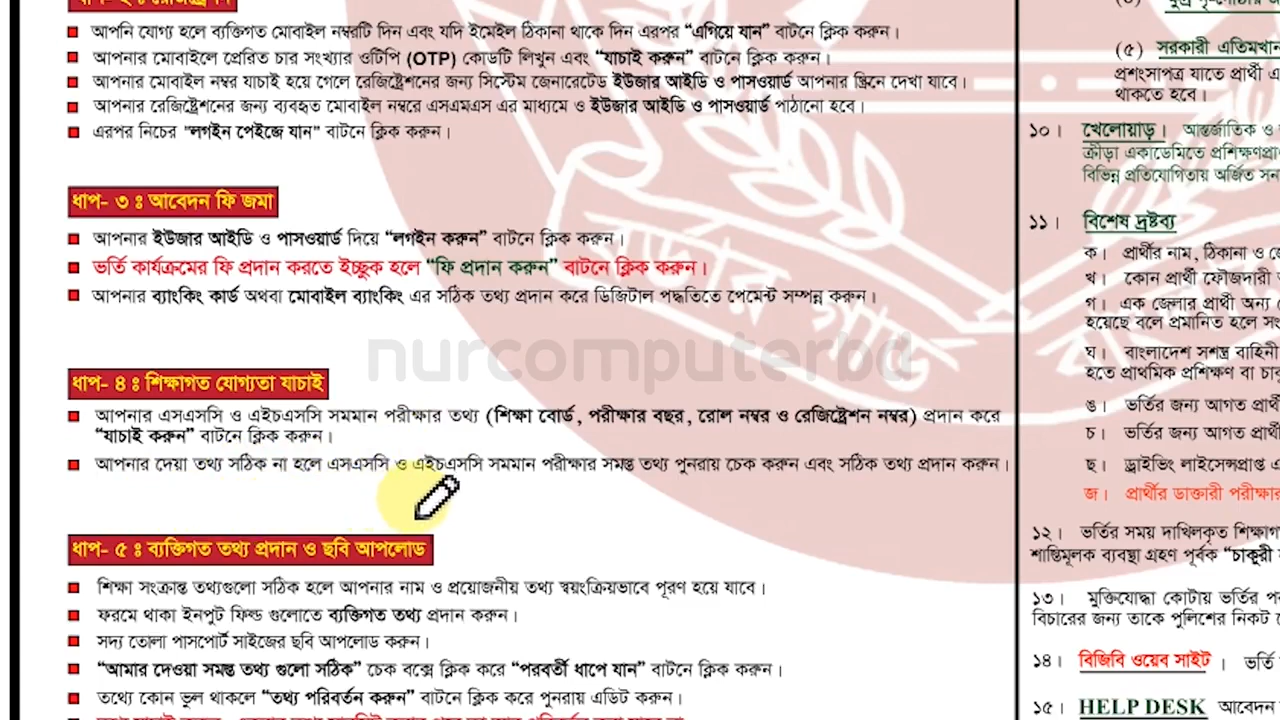 আপনি যোগ্য হলে ব্যক্তিগত মোবাইল নম্বরটি দিন এবং যদি ইমেইল ঠিকানা থাকে দিন এরপর “এগিয়ে যান” বাটনে ক্লিক করুন।
আপনার মোবাইলে প্রেরিত চার সংখ্যার ওটিপি (OTP) কোডটি লিখুন এবং “যাচাই করুন” বাটনে ক্লিক করুন।
আপনার মোবাইল নম্বর যাচাই হয়ে গেলে রেজিষ্ট্রেশনের জন্য সিস্টেম জেনারেটেড ইউজার আইডি ও পাসওয়ার্ড আপনার স্ক্রিনে দেখা যাবে।
আপনার রেজিষ্ট্রেশনের জন্য ব্যবহৃত মোবাইল নম্বরে এসএমএস এর মাধ্যমে ও ইউজার আইডি ও পাসওয়ার্ড পাঠানো হবে।
এরপর নিচের “লগইন পেইজে যান” বাটনে ক্লিক করুন।
ধাপ- ৩ ঃ আবেদন ফি জমা
আপনার ইউজার আইডি ও পাসওয়ার্ড দিয়ে “লগইন করুন” বাটনে ক্লিক করুন।
ভর্তি কার্যক্রমের ফি প্রদান করতে ইচ্ছুক হলে “ফি প্রদান করুন” বাটনে ক্লিক করুন।
আপনার ব্যাংকিং কার্ড অথবা মোবাইল ব্যাংকিং এর সঠিক তথ্য প্রদান করে ডিজিটাল পদ্ধতিতে পেমেন্ট সম্পন্ন করুন।
nurcomputerbd
বর্ডার গার্ড
ধাপ- ৪ ঃ শিক্ষাগত যোগ্যতা যাচাই
আপনার এসএসসি ও এইচএসসি সমমান পরীক্ষার তথ্য (শিক্ষা বোর্ড, পরীক্ষার বছর, রোল নম্বর ও রেজিষ্ট্রেশন নম্বর) প্রদান করে
“যাচাই করুন” বাটনে ক্লিক করুন।
আপনার দেয়া তথ্য সঠিক না হলে এসএসসি ও এইচএসসি সমমান পরীক্ষার সমস্ত তথ্য পুনরায় চেক করুন এবং সঠিক তথ্য প্রদান করুন।
ধাপ- ৫ ঃ ব্যক্তিগত তথ্য প্রদান ও ছবি আপলোড
শিক্ষা সংক্রান্ত তথ্যগুলো সঠিক হলে আপনার নাম ও প্রয়োজনীয় তথ্য স্বয়ংক্রিয়ভাবে পূরণ হয়ে যাবে।
ফরমে থাকা ইনপুট ফিল্ড গুলোতে ব্যক্তিগত তথ্য প্রদান করুন।
সদ্য তোলা পাসপোর্ট সাইজের ছবি আপলোড করুন।
“আমার দেওয়া সমস্ত তথ্য গুলো সঠিক” চেক বক্সে ক্লিক করে “পরবর্তী ধাপে যান” বাটনে ক্লিক করুন।
তথ্যে কোন ভুল থাকলে “তথ্য পরিবর্তন করুন” বাটনে ক্লিক করে পুনরায় এডিট করুন।
(৫) সরকারী এতিমখান
প্রশংসাপত্র যাতে প্রার্থী এ
থাকতে হবে।
১০। খেলোয়াড়। আন্তর্জাতিক ও
ক্রীড়া একাডেমিতে প্রশিক্ষণপ্রা
বিভিন্ন প্রতিযোগিতায় অর্জিত সন
১১। বিশেষ দ্রষ্টব্য
ক। প্রার্থীর নাম, ঠিকানা ও জে
খ। কোন প্রার্থী ফৌজদারী
গ। এক জেলার প্রার্থী অন্য
হয়েছে বলে প্রমানিত হলে সং
ঘ। বাংলাদেশ সশস্ত্র বাহিনী
হতে প্রাথমিক প্রশিক্ষণ বা চার
ঙ। ভর্তির জন্য আগত প্রার্থী
চ। ভর্তির জন্য আগত প্রার্থী
ছ। ড্রাইভিং লাইসেন্সপ্রাপ্ত এ
জ। প্রার্থীর ডাক্তারী পরীক্ষার
১২। ভর্তির সময় দাখিলকৃত শিক্ষাগ
শাস্তিমূলক ব্যবস্থা গ্রহণ পূর্বক “চাকুরী
১৩। মুক্তিযোদ্ধা কোটায় ভর্তির পর
বিচারের জন্য তাকে পুলিশের নিকট
১৪। বিজিবি ওয়েব সাইট। ভর্তি
১৫। HELP DESK আবেদন